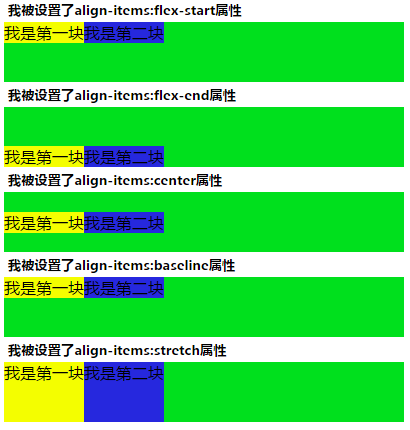 我被设置了align-items:flex-start属性
我是第一块我是第二块
我被设置了align-items:flex-end属性
我是第一块我是第二块
我被设置了align-items:center属性
我是第一块我是第二块
我被设置了align-items:baseline属性
我是第一块我是第二块
我被设置了align-items:stretch属性
我是第一块我是第二块